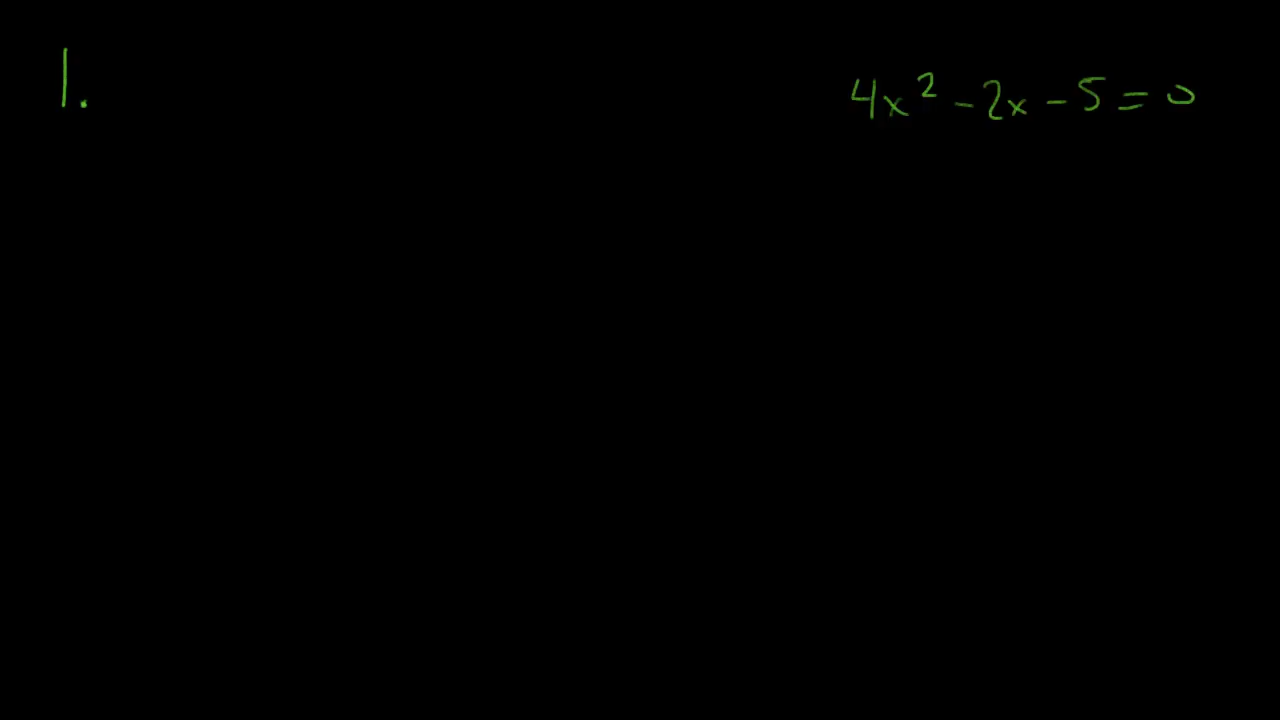 1. 4x² - 2x - 5 = 0